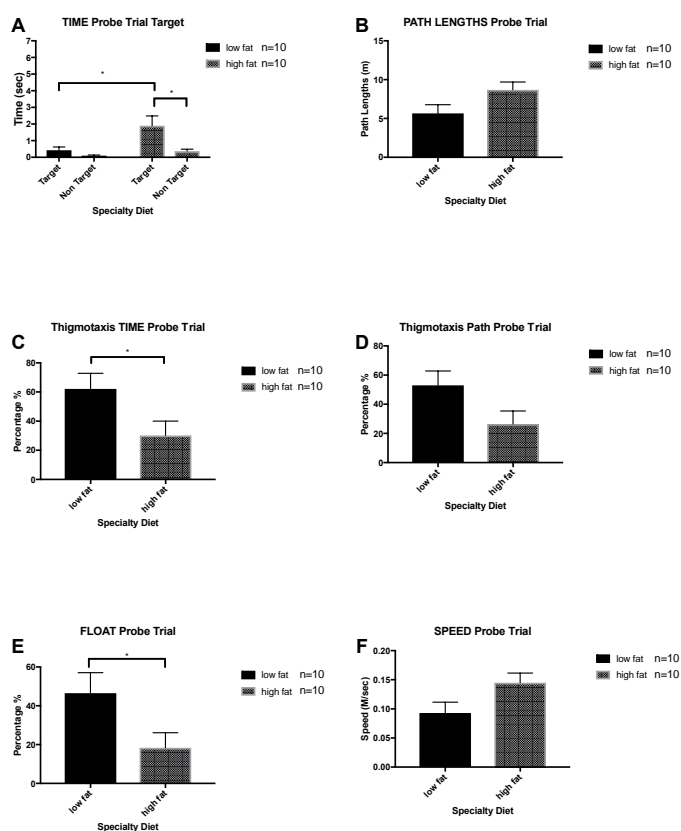 A
TIME Probe Trial Target
low fat n=10
high fat n=10
Time (sec)
7
6
5
4
3
2
1
0
*
*
Target
Non Target
Target
Non Target
Specialty Diet
B
PATH LENGTHS Probe Trial
low fat n=10
high fat n=10
Path Lengths (m)
15
10
5
0
low fat
high fat
Specialty Diet
C
Thigmotaxis TIME Probe Trial
low fat n=10
high fat n=10
Percentage %
80
60
40
20
0
*
low fat
high fat
Specialty Diet
D
Thigmotaxis Path Probe Trial
low fat n=10
high fat n=10
Percentage %
80
60
40
20
0
low fat
high fat
Specialty Diet
E
FLOAT Probe Trial
low fat n=10
high fat n=10
Percentage %
60
40
20
0
*
low fat
high fat
Specialty Diet
F
SPEED Probe Trial
low fat n=10
high fat n=10
Speed (M/sec)
0.20
0.15
0.10
0.05
0.00
low fat
high fat
Specialty Diet